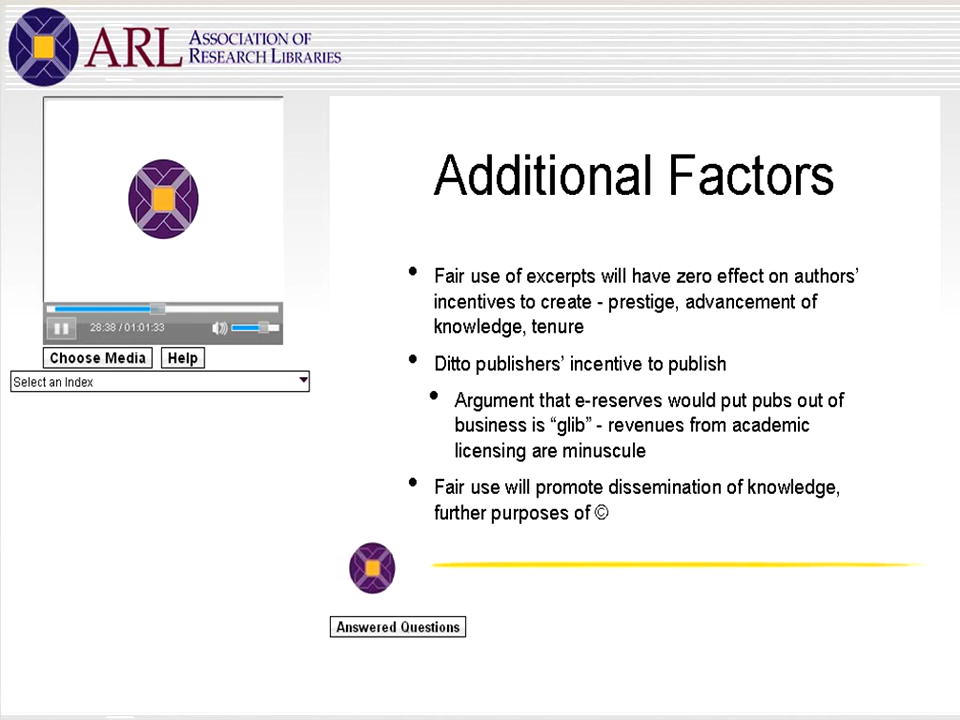 ARL ASSOCIATION OF
RESEARCH LIBRARIES
28:38 / 01:01:33
Choose Media Help
Select an Index
Additional Factors
• Fair use of excerpts will have zero effect on authors'
incentives to create - prestige, advancement of
knowledge, tenure
• Ditto publishers' incentive to publish
• Argument that e-reserves would put pubs out of
business is “glib” - revenues from academic
licensing are minuscule
• Fair use will promote dissemination of knowledge,
further purposes of ©
Answered Questions